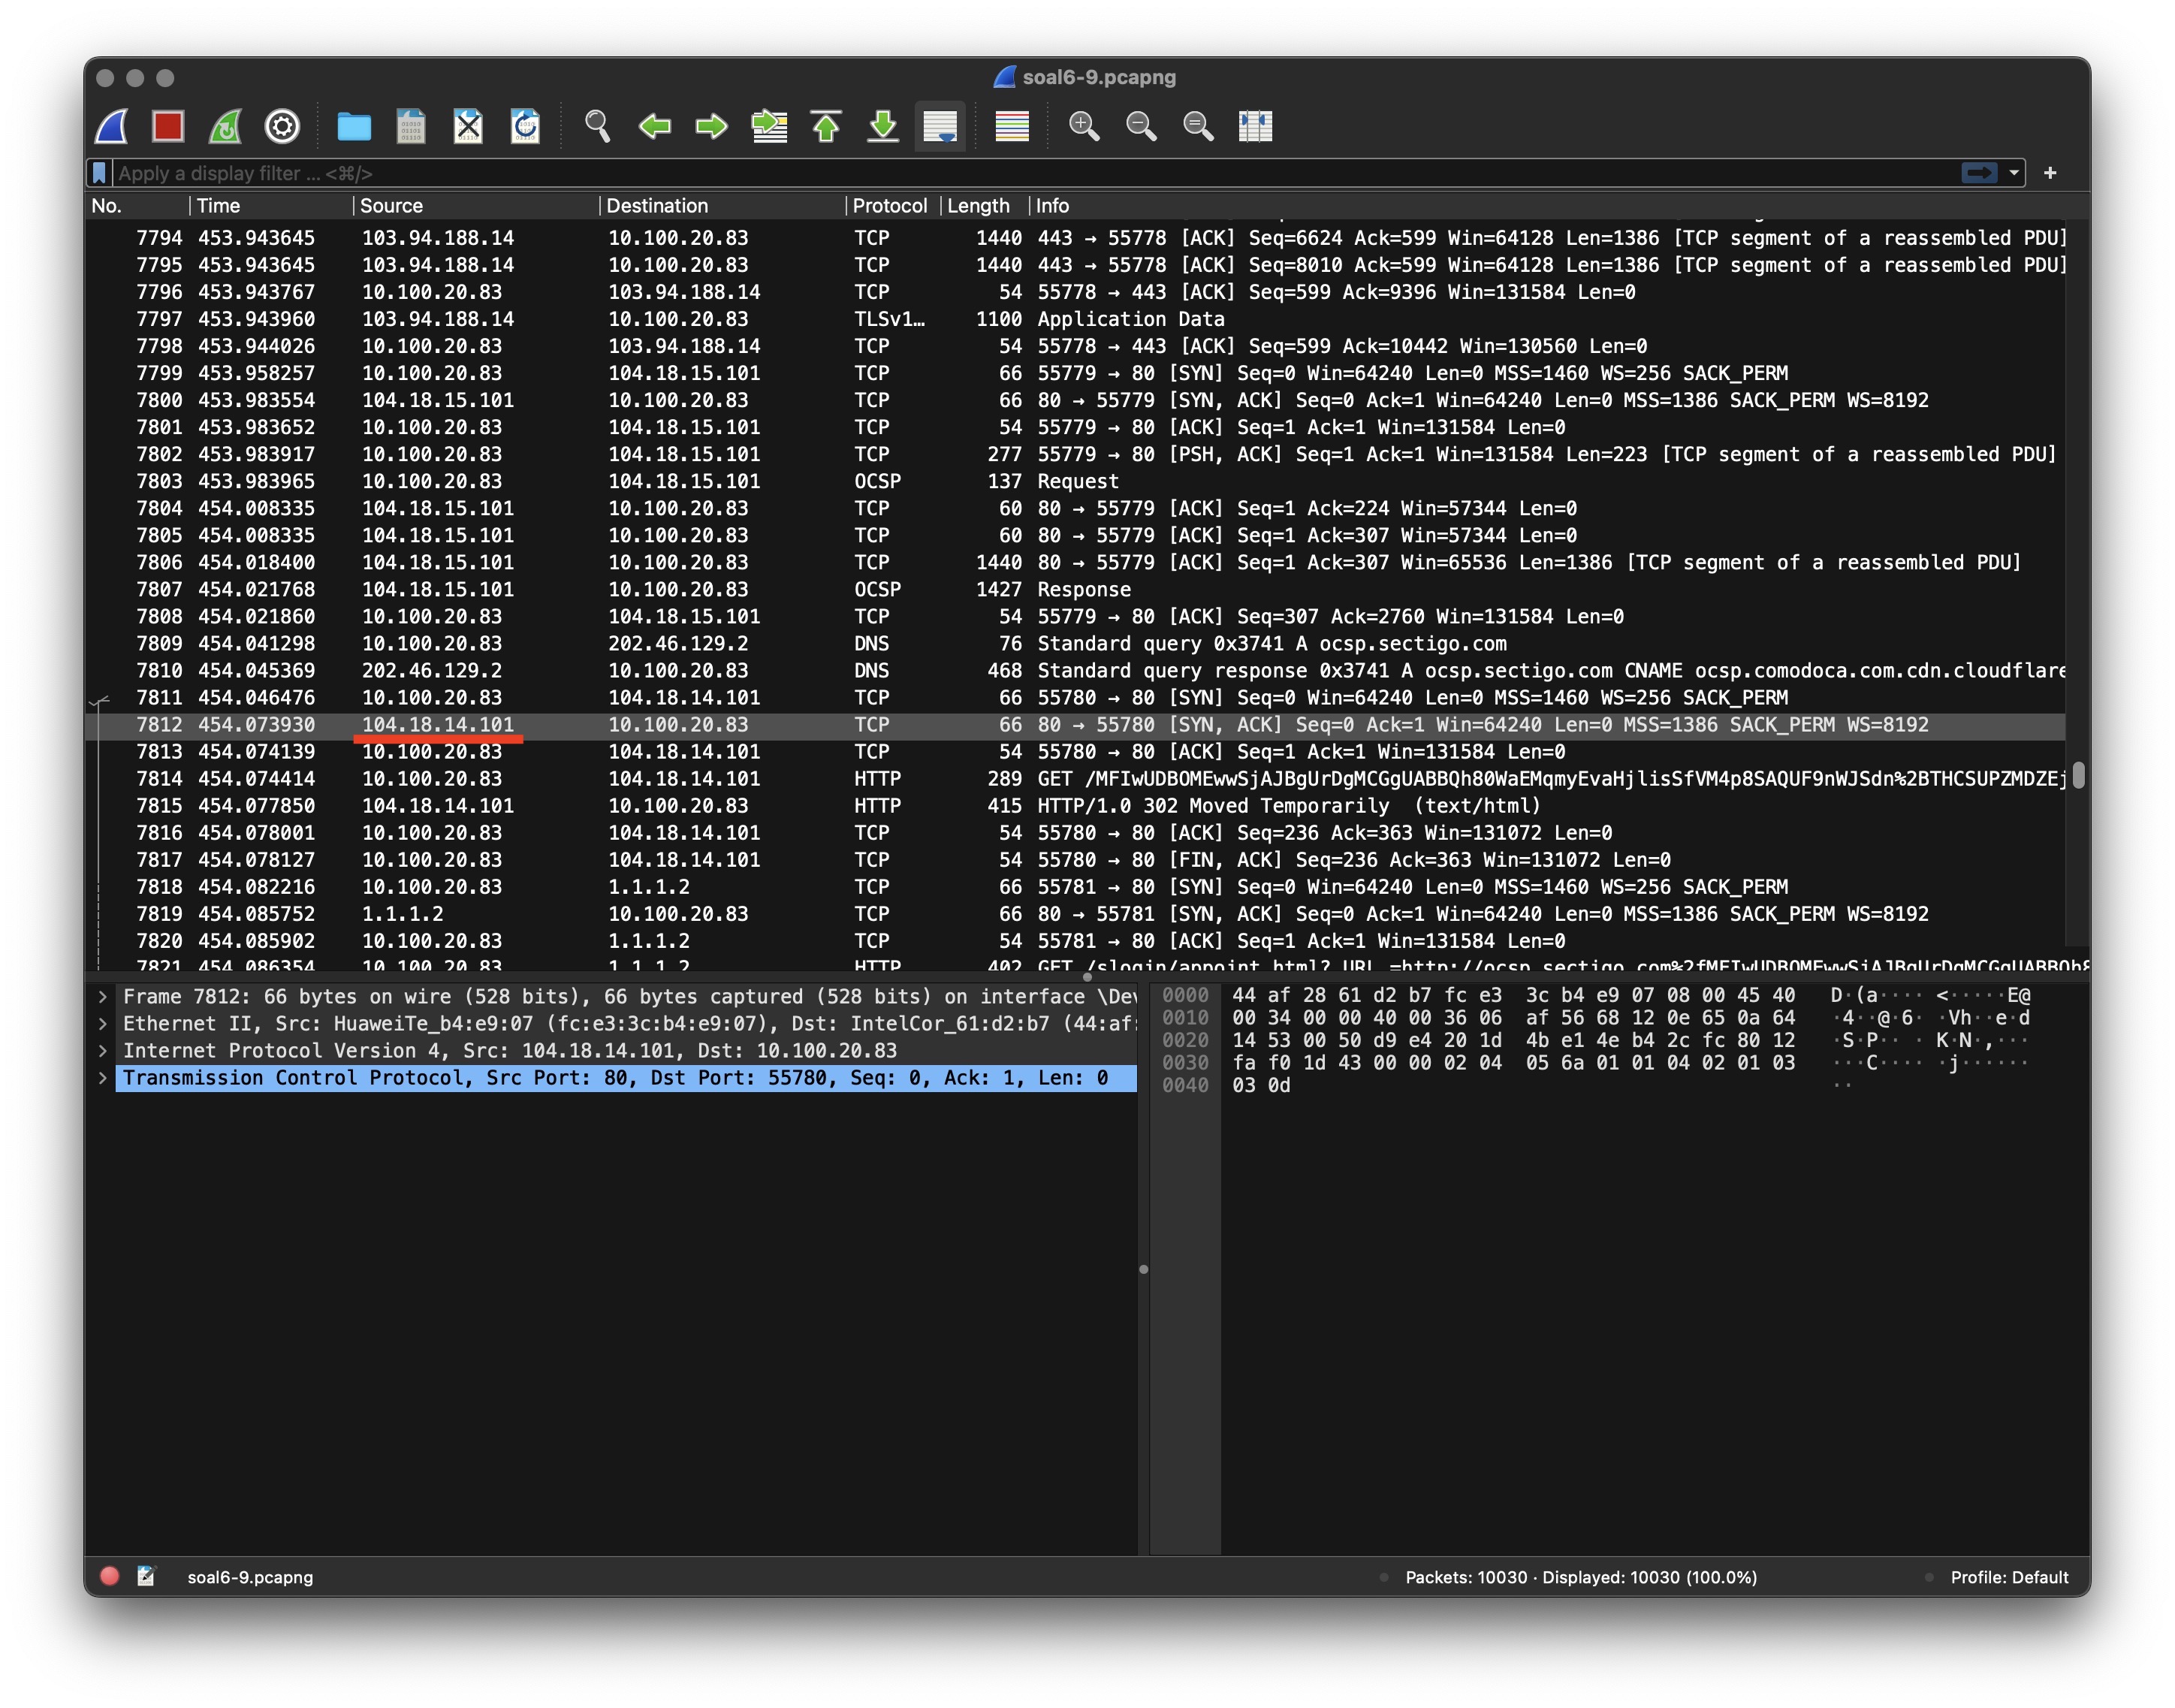 soal6-9.pcapng
Apply a display filter ... <⌘/>
+
No. Time Source Destination Protocol Length Info
7794 453.943645 103.94.188.14 10.100.20.83 TCP 1440 443 → 55778 [ACK] Seq=6624 Ack=599 Win=64128 Len=1386 [TCP segment of a reassembled PDU]
7795 453.943645 103.94.188.14 10.100.20.83 TCP 1440 443 → 55778 [ACK] Seq=8010 Ack=599 Win=64128 Len=1386 [TCP segment of a reassembled PDU]
7796 453.943767 10.100.20.83 103.94.188.14 TCP 54 55778 → 443 [ACK] Seq=599 Ack=9396 Win=131584 Len=0
7797 453.943960 103.94.188.14 10.100.20.83 TLSv1… 1100 Application Data
7798 453.944026 10.100.20.83 103.94.188.14 TCP 54 55778 → 443 [ACK] Seq=599 Ack=10442 Win=130560 Len=0
7799 453.958257 10.100.20.83 104.18.15.101 TCP 66 55779 → 80 [SYN] Seq=0 Win=64240 Len=0 MSS=1460 WS=256 SACK_PERM
7800 453.983554 104.18.15.101 10.100.20.83 TCP 66 80 → 55779 [SYN, ACK] Seq=0 Ack=1 Win=64240 Len=0 MSS=1386 SACK_PERM WS=8192
7801 453.983652 10.100.20.83 104.18.15.101 TCP 54 55779 → 80 [ACK] Seq=1 Ack=1 Win=131584 Len=0
7802 453.983917 10.100.20.83 104.18.15.101 TCP 277 55779 → 80 [PSH, ACK] Seq=1 Ack=1 Win=131584 Len=223 [TCP segment of a reassembled PDU]
7803 453.983965 10.100.20.83 104.18.15.101 OCSP 137 Request
7804 454.008335 104.18.15.101 10.100.20.83 TCP 60 80 → 55779 [ACK] Seq=1 Ack=224 Win=57344 Len=0
7805 454.008335 104.18.15.101 10.100.20.83 TCP 60 80 → 55779 [ACK] Seq=1 Ack=307 Win=57344 Len=0
7806 454.018400 104.18.15.101 10.100.20.83 TCP 1440 80 → 55779 [ACK] Seq=1 Ack=307 Win=65536 Len=1386 [TCP segment of a reassembled PDU]
7807 454.021768 104.18.15.101 10.100.20.83 OCSP 1427 Response
7808 454.021860 10.100.20.83 104.18.15.101 TCP 54 55779 → 80 [ACK] Seq=307 Ack=2760 Win=131584 Len=0
7809 454.041298 10.100.20.83 202.46.129.2 DNS 76 Standard query 0x3741 A ocsp.sectigo.com
7810 454.045369 202.46.129.2 10.100.20.83 DNS 468 Standard query response 0x3741 A ocsp.sectigo.com CNAME ocsp.comodoca.com.cdn.cloudflare
7811 454.046476 10.100.20.83 104.18.14.101 TCP 66 55780 → 80 [SYN] Seq=0 Win=64240 Len=0 MSS=1460 WS=256 SACK_PERM
7812 454.073930 104.18.14.101 10.100.20.83 TCP 66 80 → 55780 [SYN, ACK] Seq=0 Ack=1 Win=64240 Len=0 MSS=1386 SACK_PERM WS=8192
7813 454.074139 10.100.20.83 104.18.14.101 TCP 54 55780 → 80 [ACK] Seq=1 Ack=1 Win=131584 Len=0
7814 454.074414 10.100.20.83 104.18.14.101 HTTP 289 GET /MFIwUDBOMEwwSjAJBgUrDgMCGgUABBQh80WaEMqmyEvaHjlisSfVM4p8SAQUF9nWJSdn%2BTHCSUPZMDZEj
7815 454.077850 104.18.14.101 10.100.20.83 HTTP 415 HTTP/1.0 302 Moved Temporarily (text/html)
7816 454.078001 10.100.20.83 104.18.14.101 TCP 54 55780 → 80 [ACK] Seq=236 Ack=363 Win=131072 Len=0
7817 454.078127 10.100.20.83 104.18.14.101 TCP 54 55780 → 80 [FIN, ACK] Seq=236 Ack=363 Win=131072 Len=0
7818 454.082216 10.100.20.83 1.1.1.2 TCP 66 55781 → 80 [SYN] Seq=0 Win=64240 Len=0 MSS=1460 WS=256 SACK_PERM
7819 454.085752 1.1.1.2 10.100.20.83 TCP 66 80 → 55781 [SYN, ACK] Seq=0 Ack=1 Win=64240 Len=0 MSS=1386 SACK_PERM WS=8192
7820 454.085902 10.100.20.83 1.1.1.2 TCP 54 55781 → 80 [ACK] Seq=1 Ack=1 Win=131584 Len=0
7821 454.086354 10.100.20.83 1.1.1.2 HTTP 402 GET /slogin/appoint.html?_URL_=http://ocsp.sectigo.com%2fMFIwUDBOMEwwSjAJBgUrDgMCGgUABBQh8
Frame 7812: 66 bytes on wire (528 bits), 66 bytes captured (528 bits) on interface \Dev
Ethernet II, Src: HuaweiTe_b4:e9:07 (fc:e3:3c:b4:e9:07), Dst: IntelCor_61:d2:b7 (44:af:
Internet Protocol Version 4, Src: 104.18.14.101, Dst: 10.100.20.83
Transmission Control Protocol, Src Port: 80, Dst Port: 55780, Seq: 0, Ack: 1, Len: 0
0000 44 af 28 61 d2 b7 fc e3 3c b4 e9 07 08 00 45 40 D·(a···· <·····E@
0010 00 34 00 00 40 00 36 06 af 56 68 12 0e 65 0a 64 ·4··@·6· ·Vh··e·d
0020 14 53 00 50 d9 e4 20 1d 4b e1 4e b4 2c fc 80 12 ·S·P·· · K·N·,···
0030 fa f0 1d 43 00 00 02 04 05 6a 01 01 04 02 01 03 ···C···· ·j······
0040 03 0d ··
soal6-9.pcapng
Packets: 10030 · Displayed: 10030 (100.0%)
Profile: Default